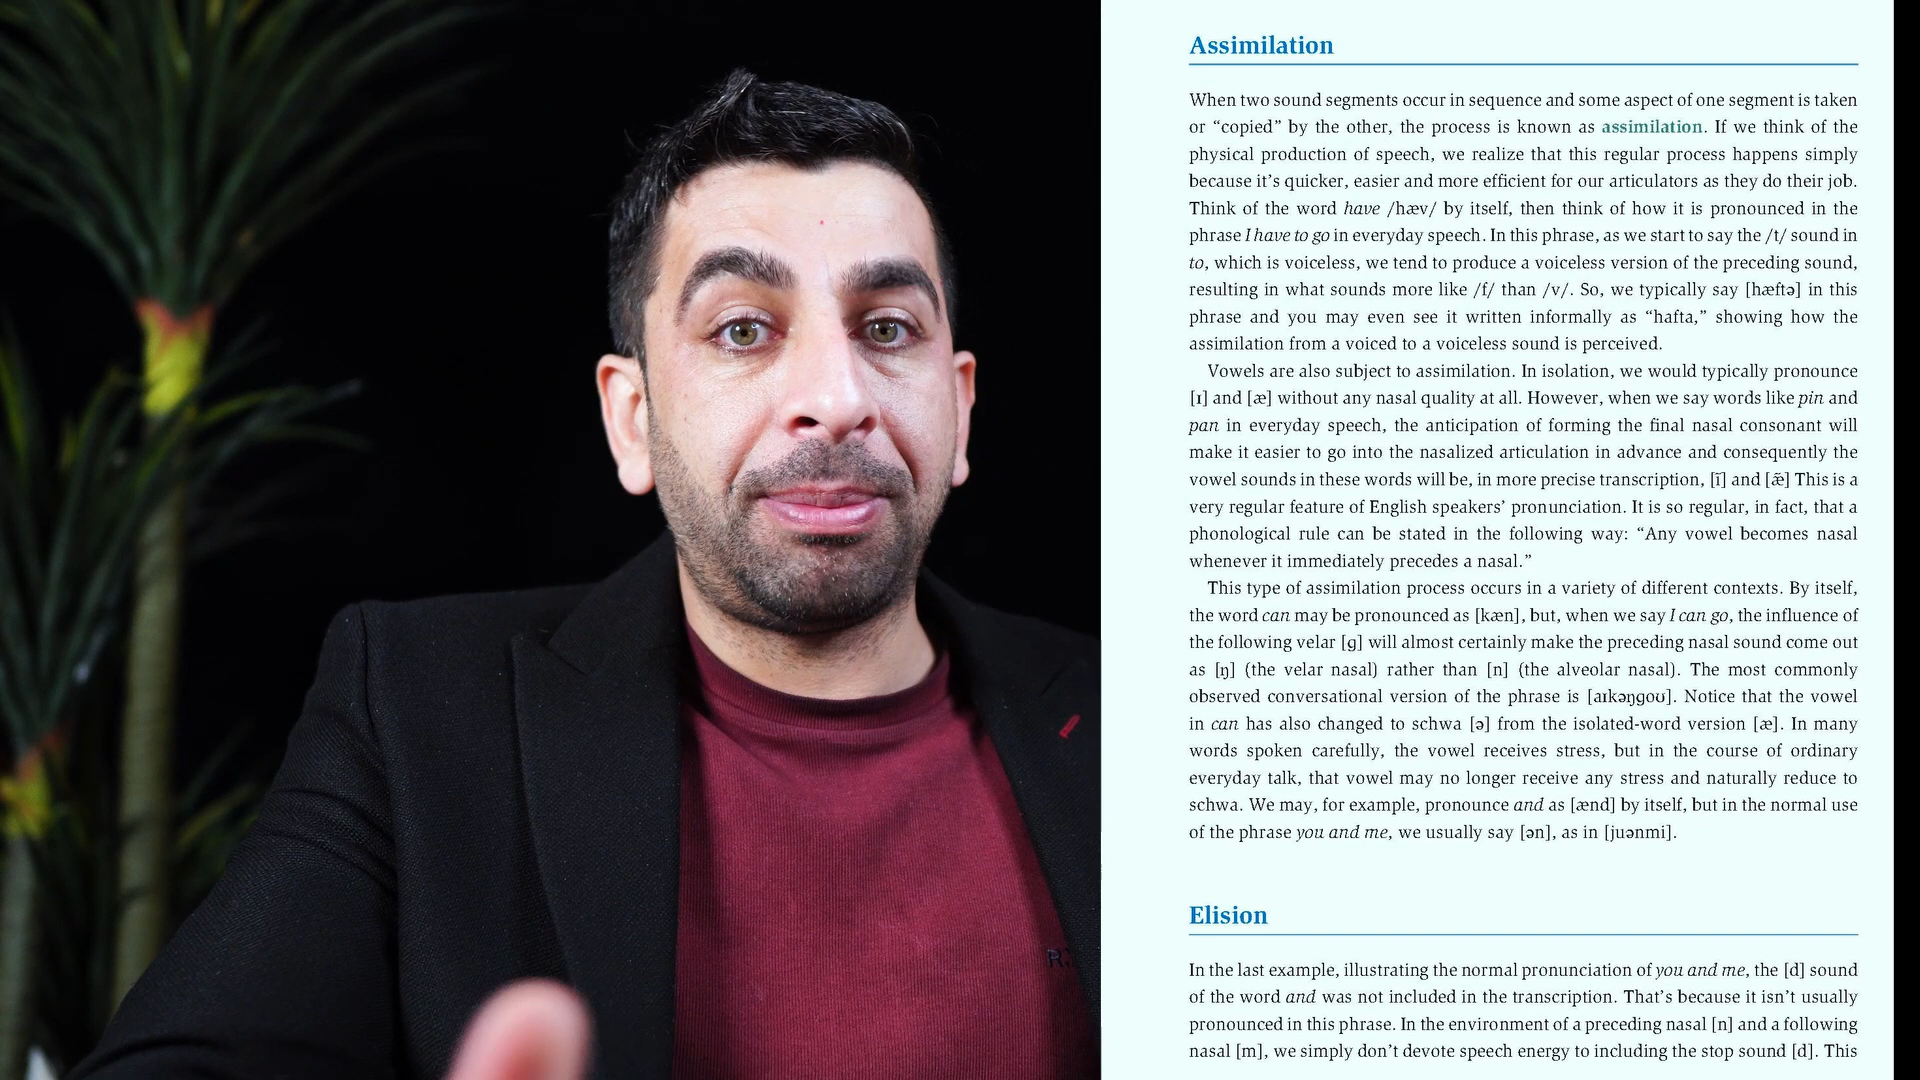 Assimilation
When two sound segments occur in sequence and some aspect of one segment is taken
or “copied” by the other, the process is known as assimilation. If we think of the
physical production of speech, we realize that this regular process happens simply
because it’s quicker, easier and more efficient for our articulators as they do their job.
Think of the word have /hæv/ by itself, then think of how it is pronounced in the
phrase I have to go in everyday speech. In this phrase, as we start to say the /t/ sound in
to, which is voiceless, we tend to produce a voiceless version of the preceding sound,
resulting in what sounds more like /f/ than /v/. So, we typically say [hæftə] in this
phrase and you may even see it written informally as “hafta,” showing how the
assimilation from a voiced to a voiceless sound is perceived.
Vowels are also subject to assimilation. In isolation, we would typically pronounce
[ɪ] and [æ] without any nasal quality at all. However, when we say words like pin and
pan in everyday speech, the anticipation of forming the final nasal consonant will
make it easier to go into the nasalized articulation in advance and consequently the
vowel sounds in these words will be, in more precise transcription, [ɪ̃] and [æ̃] This is a
very regular feature of English speakers’ pronunciation. It is so regular, in fact, that a
phonological rule can be stated in the following way: “Any vowel becomes nasal
whenever it immediately precedes a nasal.”
This type of assimilation process occurs in a variety of different contexts. By itself,
the word can may be pronounced as [kæn], but, when we say I can go, the influence of
the following velar [ɡ] will almost certainly make the preceding nasal sound come out
as [ŋ] (the velar nasal) rather than [n] (the alveolar nasal). The most commonly
observed conversational version of the phrase is [aɪkəŋɡoʊ]. Notice that the vowel
in can has also changed to schwa [ə] from the isolated-word version [æ]. In many
words spoken carefully, the vowel receives stress, but in the course of ordinary
everyday talk, that vowel may no longer receive any stress and naturally reduce to
schwa. We may, for example, pronounce and as [ænd] by itself, but in the normal use
of the phrase you and me, we usually say [ən], as in [juənmi].
Elision
In the last example, illustrating the normal pronunciation of you and me, the [d] sound
of the word and was not included in the transcription. That’s because it isn’t usually
pronounced in this phrase. In the environment of a preceding nasal [n] and a following
nasal [m], we simply don’t devote speech energy to including the stop sound [d]. This